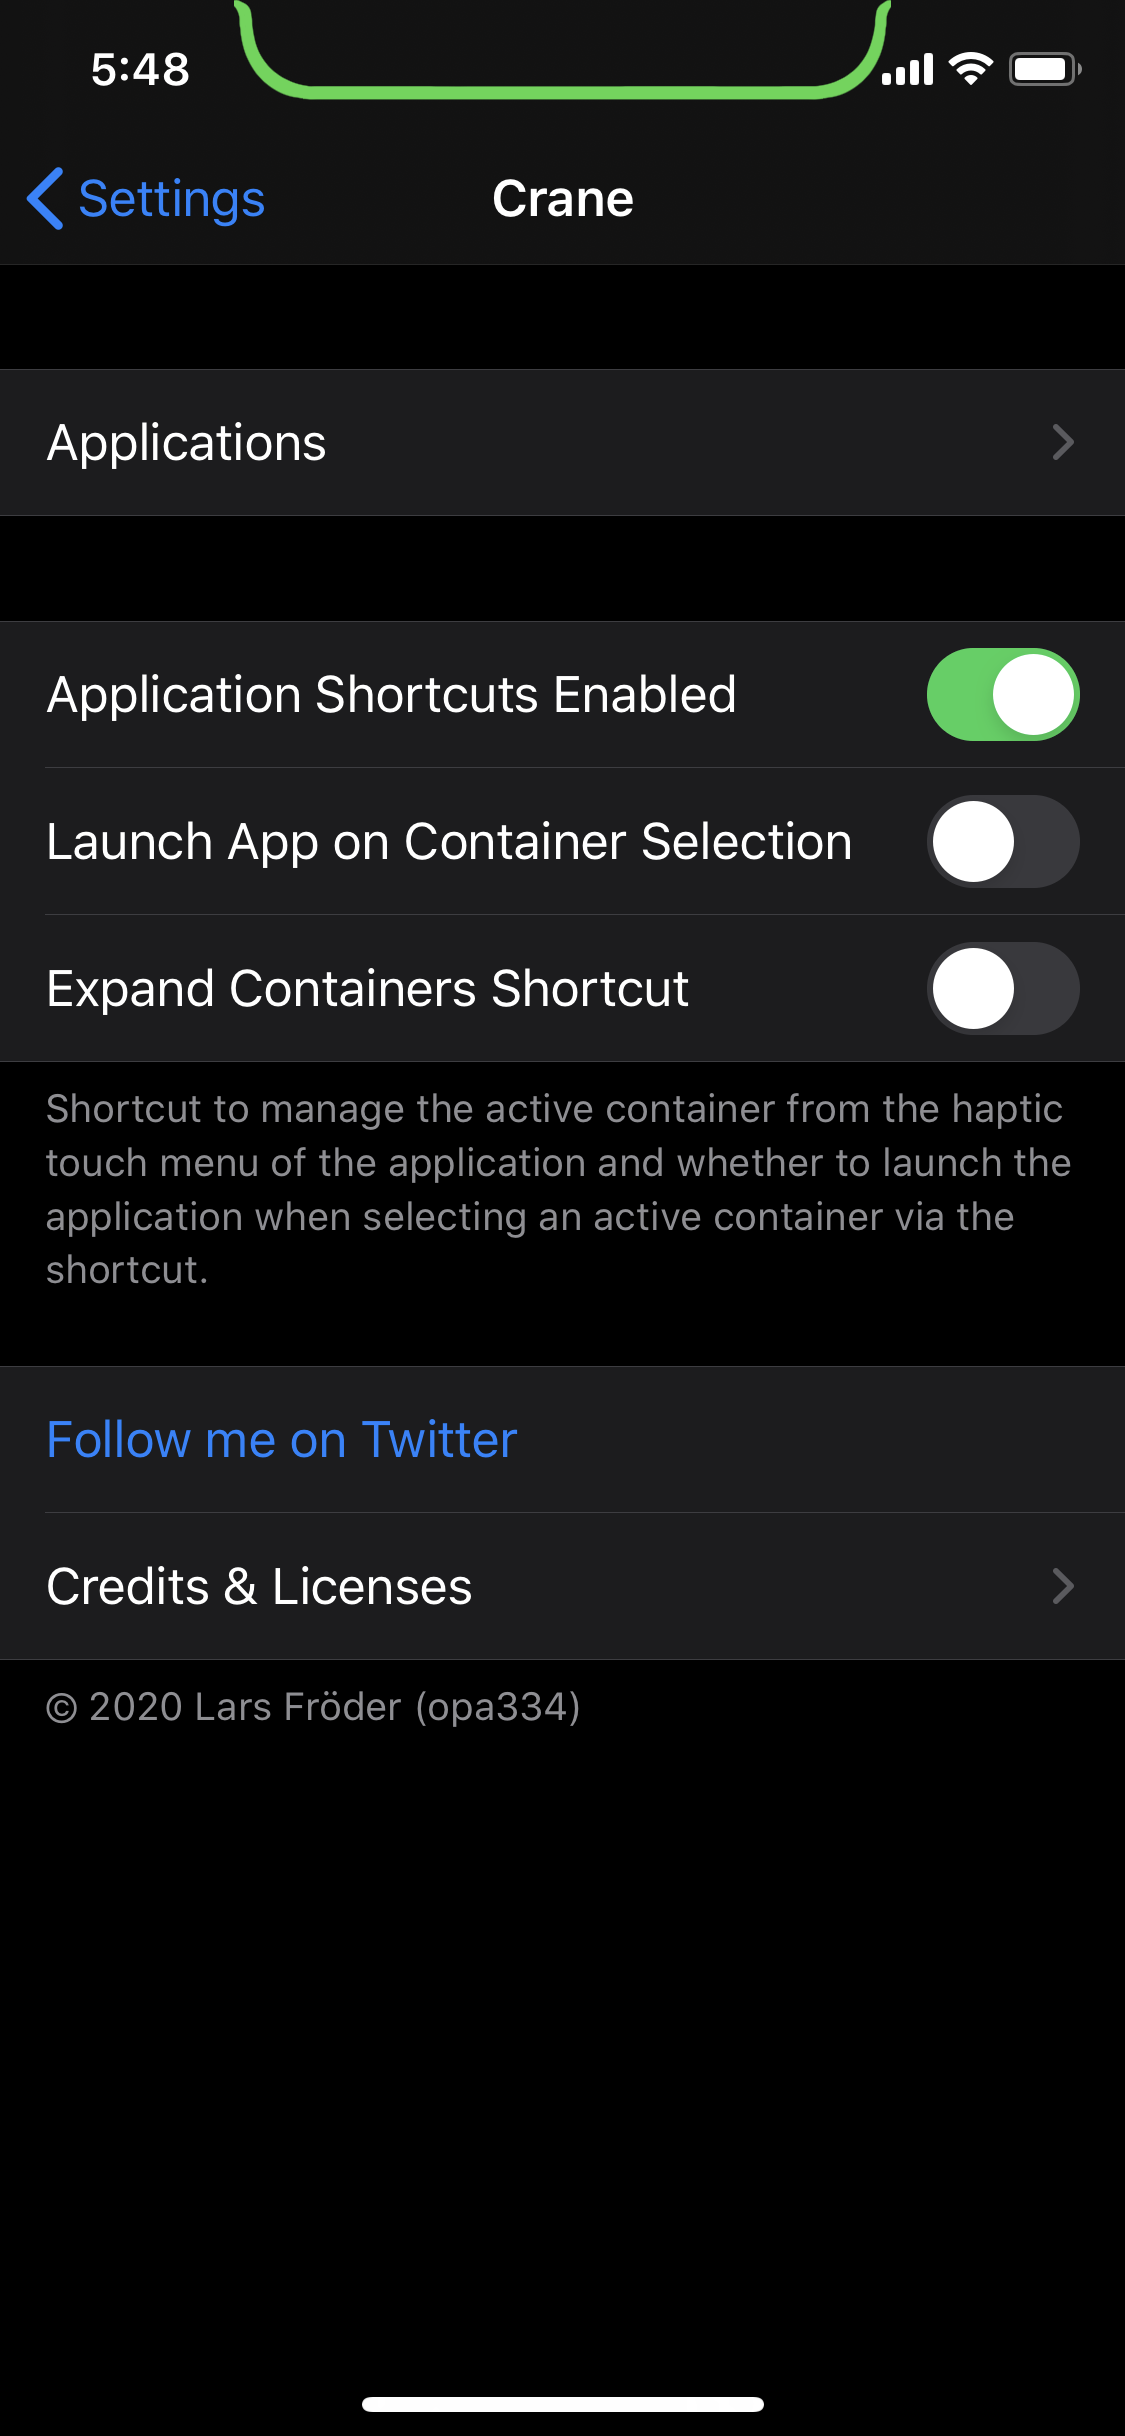 5:48
Settings
Crane
Applications
Application Shortcuts Enabled
Launch App on Container Selection
Expand Containers Shortcut
Shortcut to manage the active container from the haptic
touch menu of the application and whether to launch the
application when selecting an active container via the
shortcut.
Follow me on Twitter
Credits & Licenses
© 2020 Lars Fröder (opa334)